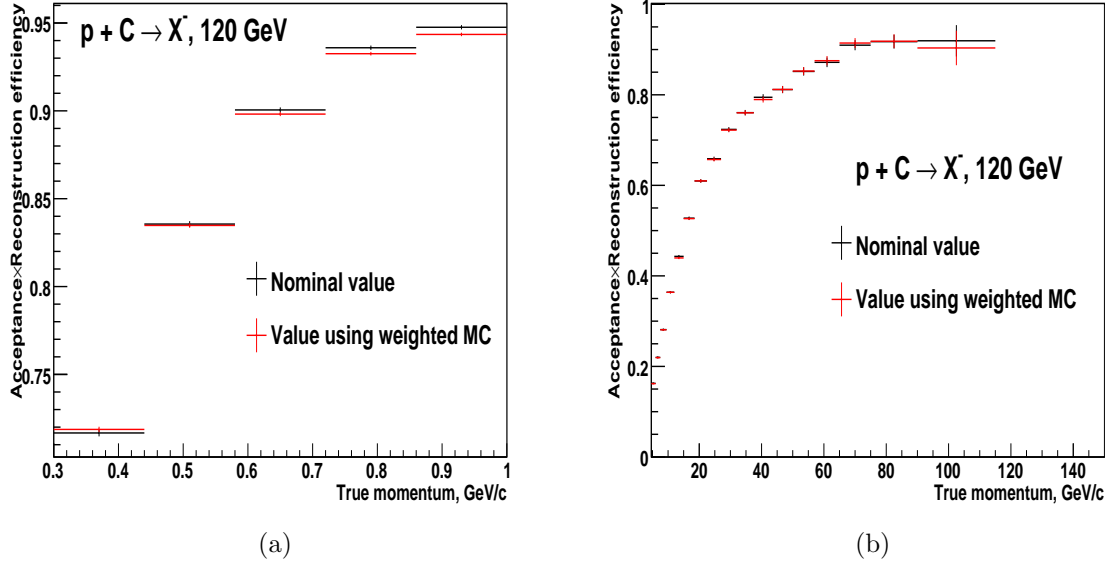 p + C → X⁻, 120 GeV
Acceptance×Reconstruction efficiency
0.95
0.9
0.85
0.8
0.75
Nominal value
Value using weighted MC
0.3 0.4 0.5 0.6 0.7 0.8 0.9 1
True momentum, GeV/c
(a)
Acceptance×Reconstruction efficiency
1
0.8
0.6
0.4
0.2
0
p + C → X⁻, 120 GeV
Nominal value
Value using weighted MC
20 40 60 80 100 120 140
True momentum, GeV/c
(b)